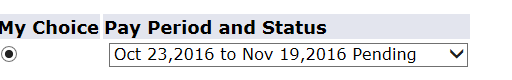 My Choice Pay Period and Status
Oct 23,2016 to Nov 19,2016 Pending